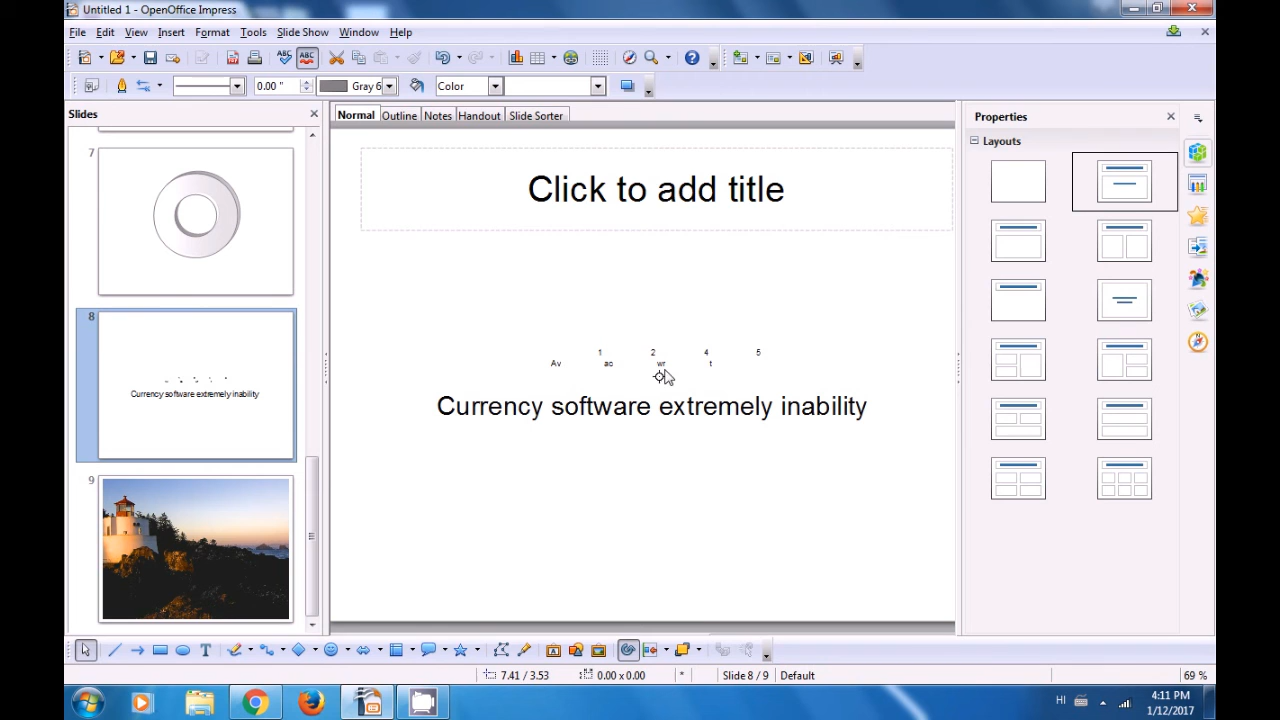 Untitled 1 - OpenOffice Impress
File Edit View Insert Format Tools Slide Show Window Help
0.00 " Gray 6 Color
Slides
Normal Outline Notes Handout Slide Sorter
Properties
Layouts
7
Click to add title
8
1 2 4 5
Av ac wr t
Currency software extremely inability
Currency software extremely inability
9
7.41 / 3.53 0.00 x 0.00 * Slide 8 / 9 Default 69 %
HI 4:11 PM
1/12/2017